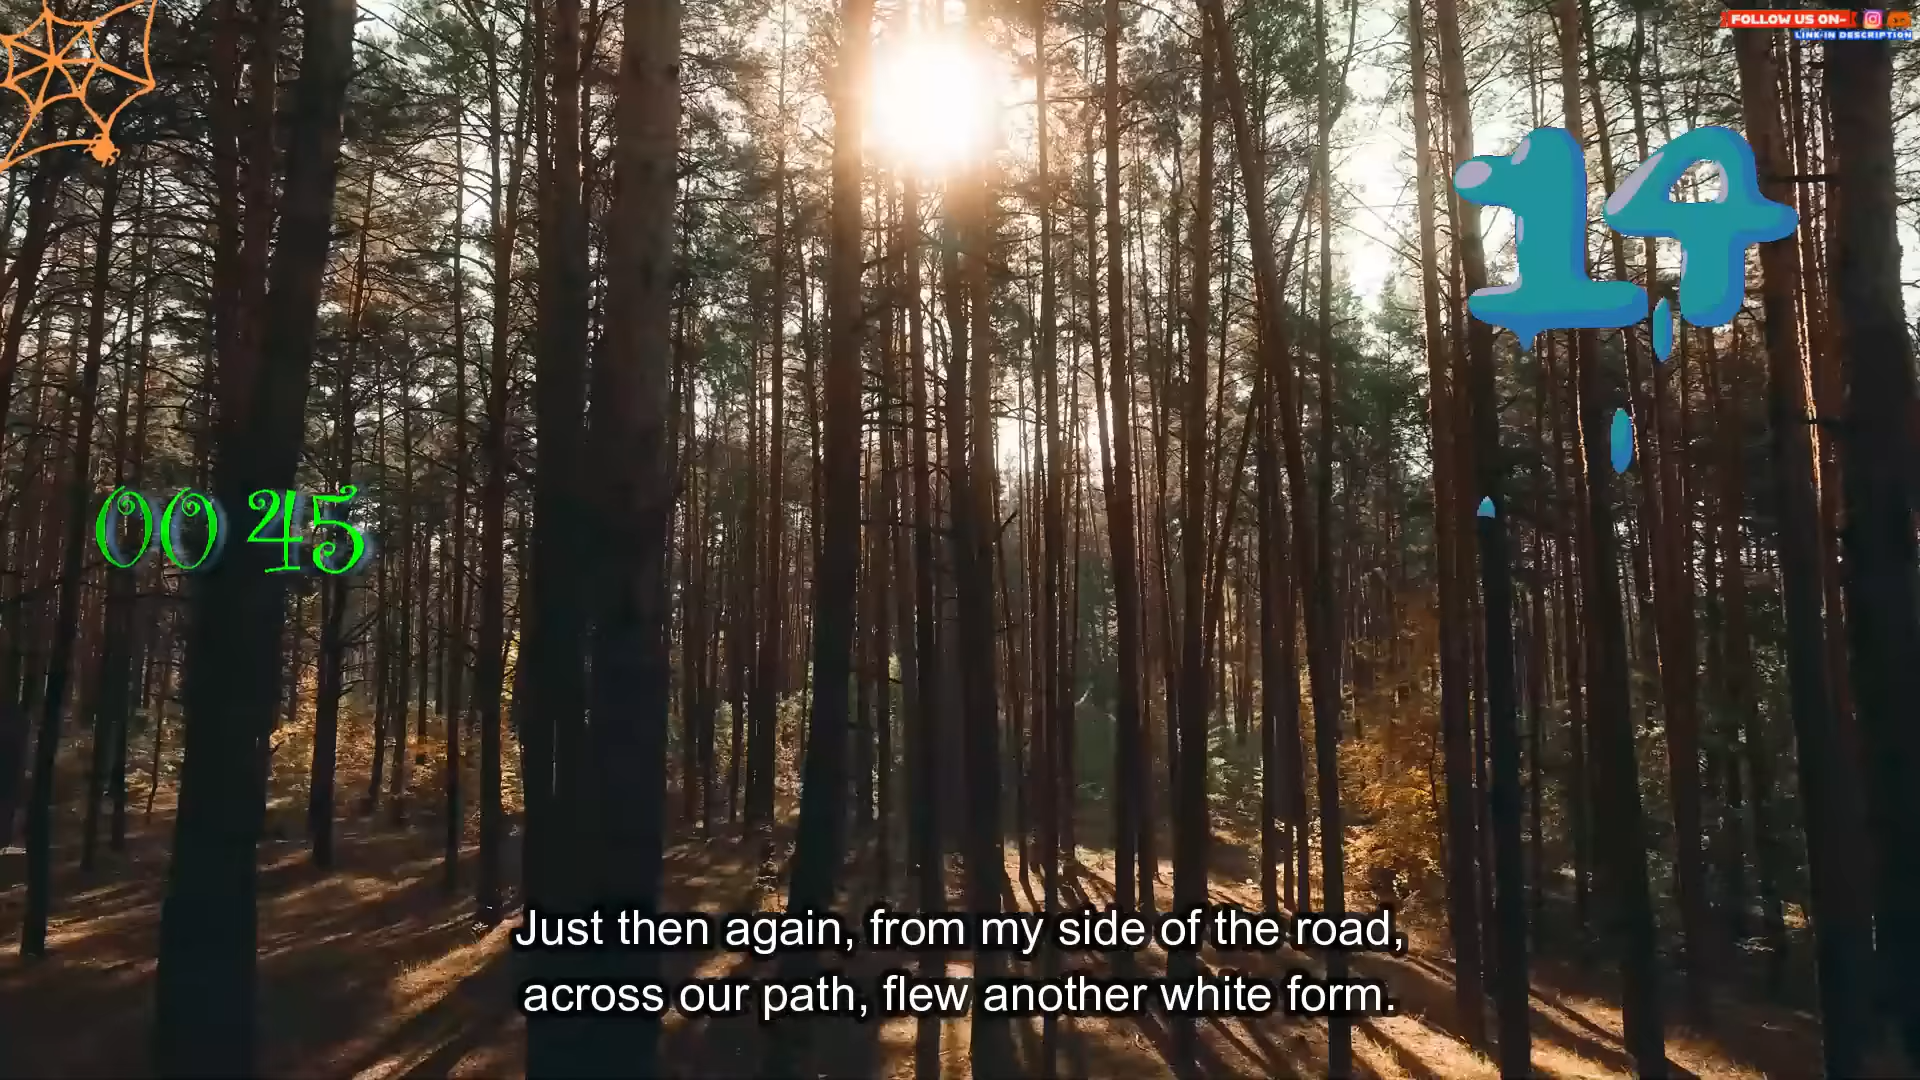 FOLLOW US ON-
LINK IN DESCRIPTION
14
00 45
Just then again, from my side of the road,
across our path, flew another white form.